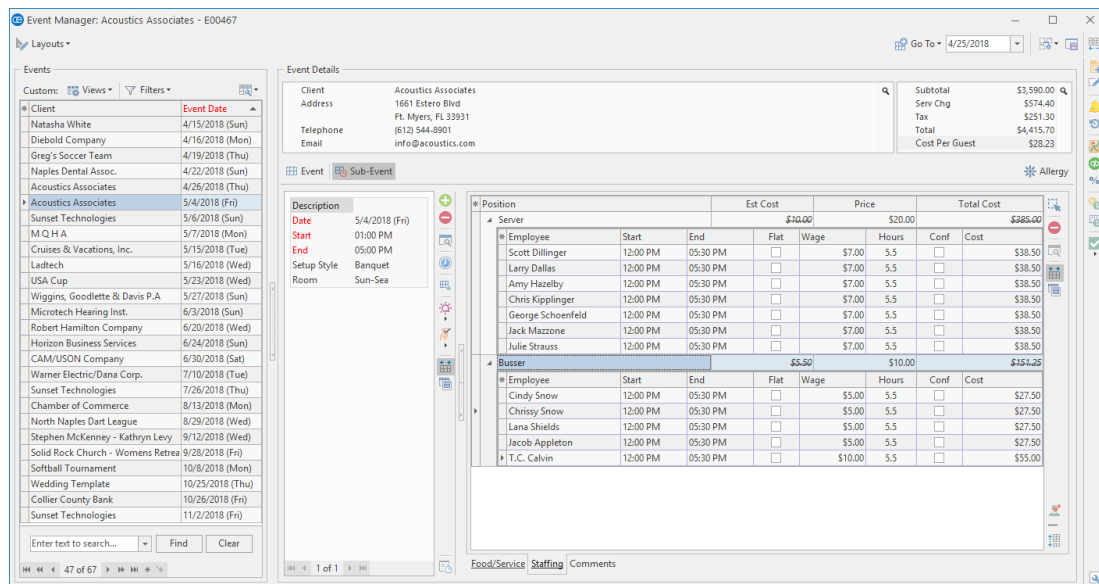 Event Manager: Acoustics Associates - E00467
Layouts
Go To 4/25/2018
Events
Custom: Views Filters
Client Event Date
Natasha White 4/15/2018 (Sun)
Diebold Company 4/16/2018 (Mon)
Greg's Soccer Team 4/19/2018 (Thu)
Naples Dental Assoc. 4/22/2018 (Sun)
Acoustics Associates 4/26/2018 (Thu)
Acoustics Associates 5/4/2018 (Fri)
Sunset Technologies 5/6/2018 (Sun)
M Q H A 5/7/2018 (Mon)
Cruises & Vacations, Inc. 5/15/2018 (Tue)
Ladtech 5/16/2018 (Wed)
USA Cup 5/23/2018 (Wed)
Wiggins, Goodlette & Davis P.A 5/27/2018 (Sun)
Microtech Hearing Inst. 6/3/2018 (Sun)
Robert Hamilton Company 6/20/2018 (Wed)
Horizon Business Services 6/24/2018 (Sun)
CAM/USON Company 6/30/2018 (Sat)
Warner Electric/Dana Corp. 7/10/2018 (Tue)
Sunset Technologies 7/26/2018 (Thu)
Chamber of Commerce 8/13/2018 (Mon)
North Naples Dart League 8/29/2018 (Wed)
Stephen McKenney - Kathryn Levy 9/12/2018 (Wed)
Solid Rock Church - Womens Retrea 9/28/2018 (Fri)
Softball Tournament 10/8/2018 (Mon)
Wedding Template 10/25/2018 (Thu)
Collier County Bank 10/26/2018 (Fri)
Sunset Technologies 11/2/2018 (Fri)
Enter text to search... Find Clear
47 of 67
Event Details
Client Acoustics Associates
Address 1661 Estero Blvd
Ft. Myers, FL 33931
Telephone (612) 544-8901
Email info@acoustics.com
Subtotal $3,590.00
Serv Chg $574.40
Tax $251.30
Total $4,415.70
Cost Per Guest $28.23
Event Sub-Event Allergy
Description
Date 5/4/2018 (Fri)
Start 01:00 PM
End 05:00 PM
Setup Style Banquet
Room Sun-Sea
1 of 1
Position Est Cost Price Total Cost
Server $10.00 $20.00 $385.00
Employee Start End Flat Wage Hours Conf Cost
Scott Dillinger 12:00 PM 05:30 PM $7.00 5.5 $38.50
Larry Dallas 12:00 PM 05:30 PM $7.00 5.5 $38.50
Amy Hazelby 12:00 PM 05:30 PM $7.00 5.5 $38.50
Chris Kipplinger 12:00 PM 05:30 PM $7.00 5.5 $38.50
George Schoenfeld 12:00 PM 05:30 PM $7.00 5.5 $38.50
Jack Mazzone 12:00 PM 05:30 PM $7.00 5.5 $38.50
Julie Strauss 12:00 PM 05:30 PM $7.00 5.5 $38.50
Busser $5.50 $10.00 $151.25
Employee Start End Flat Wage Hours Conf Cost
Cindy Snow 12:00 PM 05:30 PM $5.00 5.5 $27.50
Chrissy Snow 12:00 PM 05:30 PM $5.00 5.5 $27.50
Lana Shields 12:00 PM 05:30 PM $5.00 5.5 $27.50
Jacob Appleton 12:00 PM 05:30 PM $5.00 5.5 $27.50
T.C. Calvin 12:00 PM 05:30 PM $10.00 5.5 $55.00
Food/Service Staffing Comments